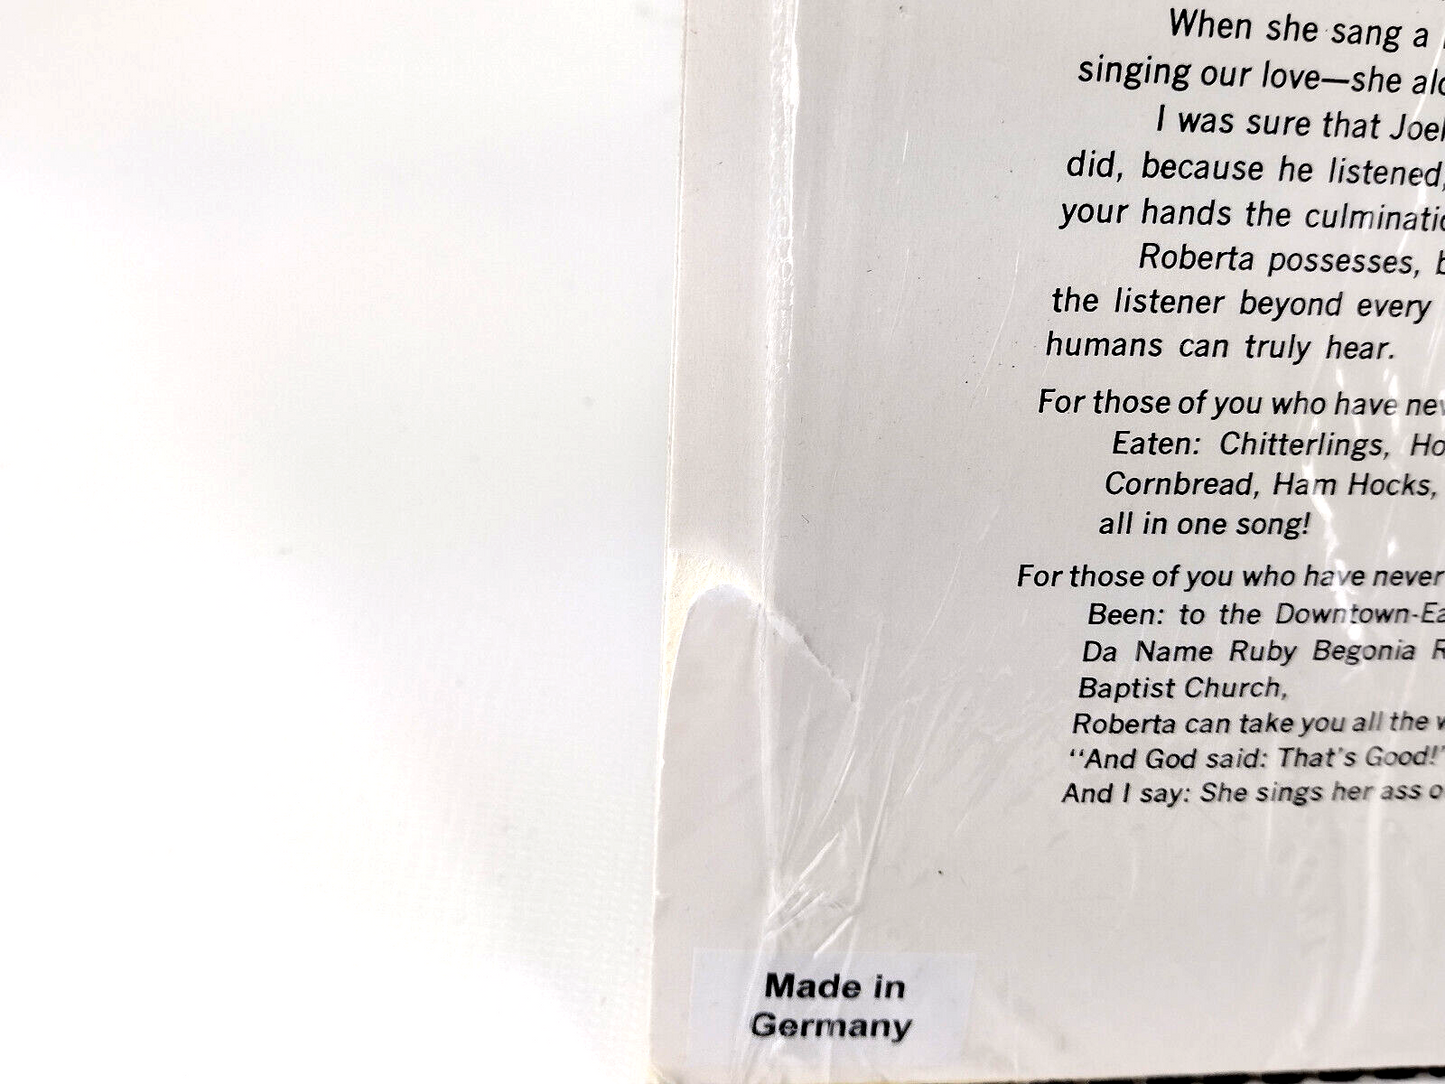 When she sang a
singing our love—she
I was sure that
did, because he listened,
your hands the
Roberta possesses,
the listener beyond every
humans can truly hear.
For those of you who have
Eaten: Chitterlings,
Cornbread, Ham Hocks,
all in one song!
For those of you who have never
Been: to the
Da Name Ruby Begonia
Baptist Church,
Roberta can take you all the
“And God said: That's Good!”
And I say: She sings her ass
Made in
Germany